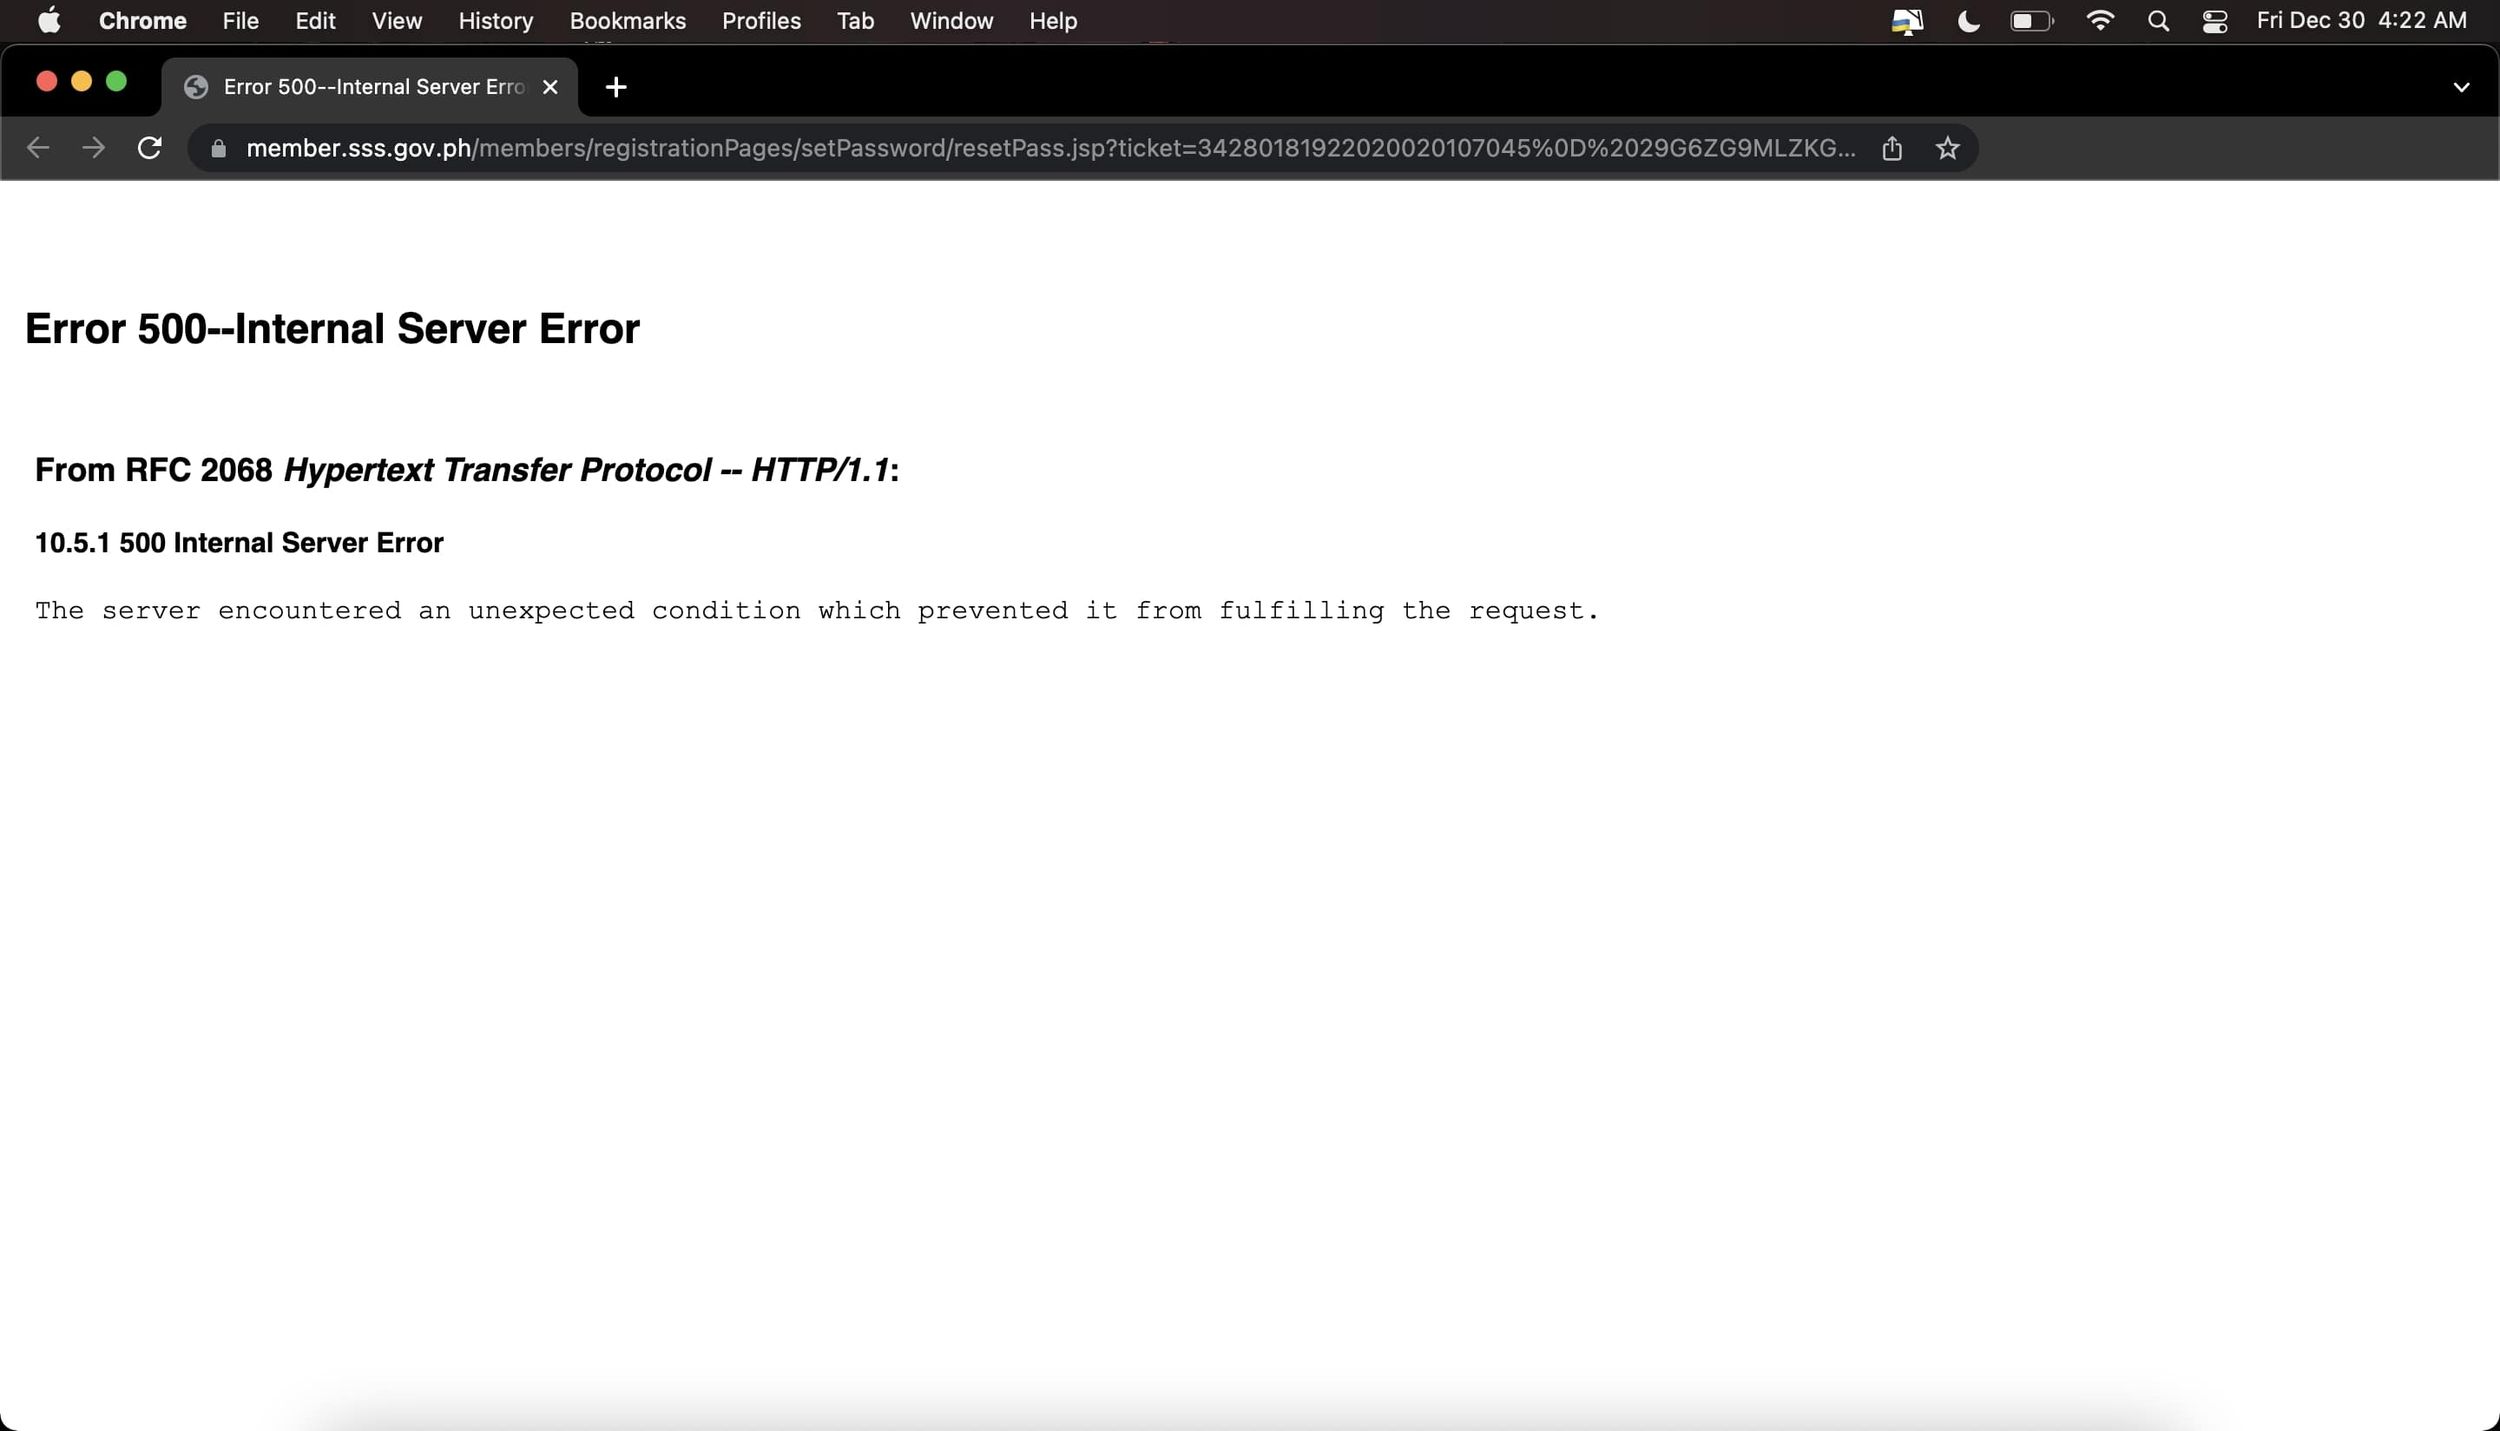 Chrome File Edit View History Bookmarks Profiles Tab Window Help Fri Dec 30 4:22 AM
Error 500--Internal Server Erro
member.sss.gov.ph/members/registrationPages/setPassword/resetPass.jsp?ticket=34280181922020020107045%0D%2029G6ZG9MLZKG...
Error 500--Internal Server Error
From RFC 2068 Hypertext Transfer Protocol -- HTTP/1.1:
10.5.1 500 Internal Server Error
The server encountered an unexpected condition which prevented it from fulfilling the request.